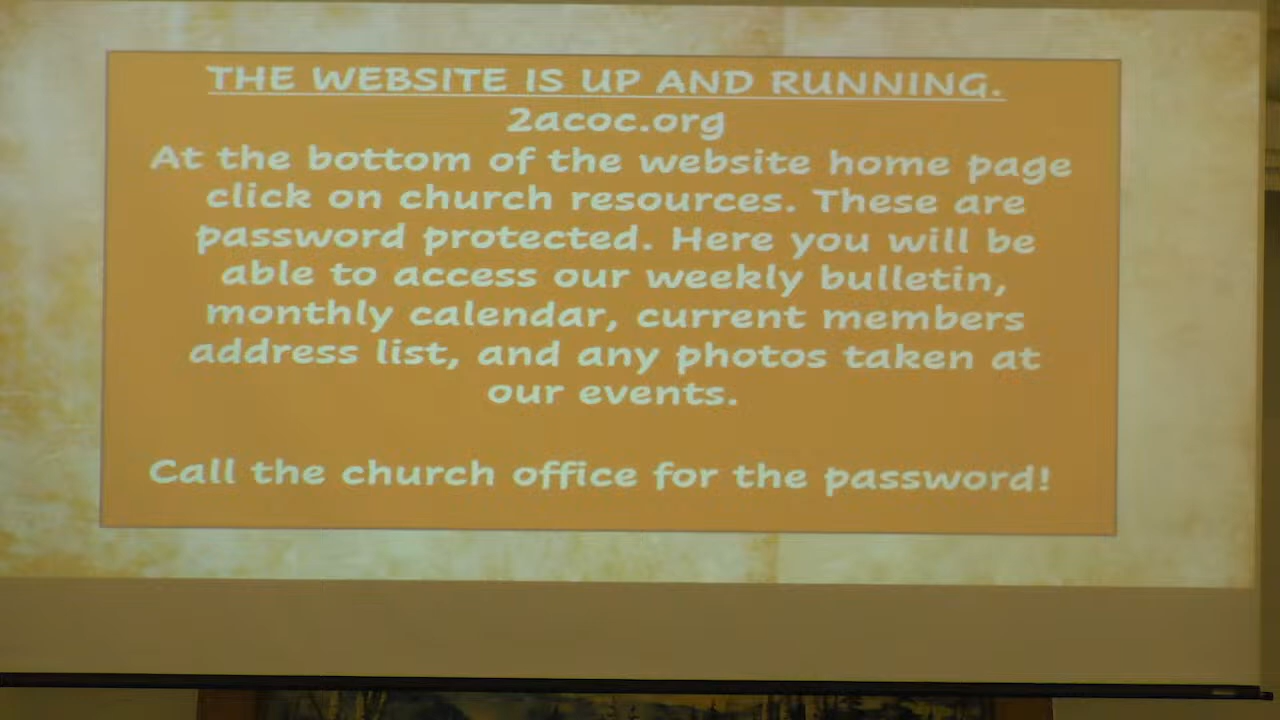 THE WEBSITE IS UP AND RUNNING.
2acoc.org
At the bottom of the website home page
click on church resources. These are
password protected. Here you will be
able to access our weekly bulletin,
monthly calendar, current members
address list, and any photos taken at
our events.
Call the church office for the password!